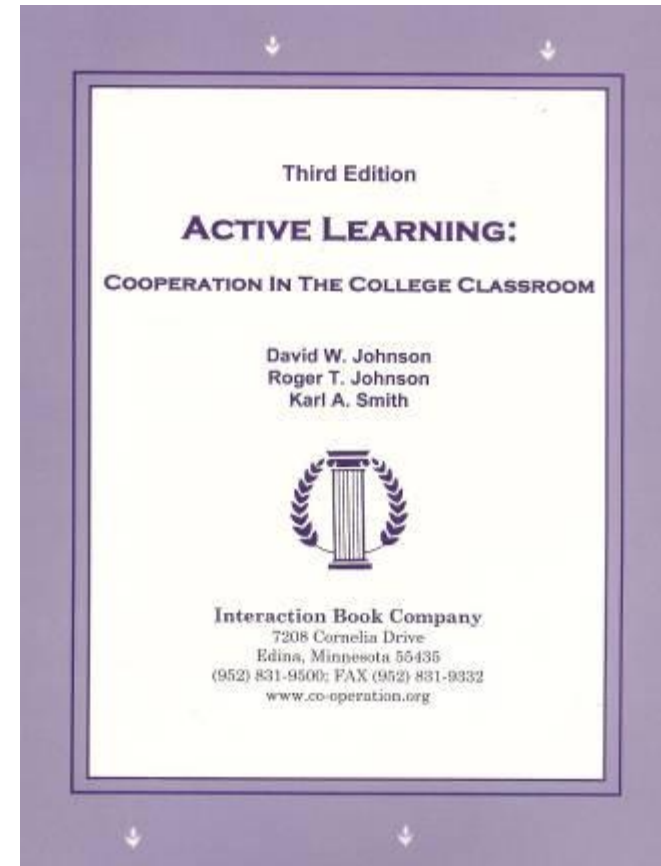 Third Edition
ACTIVE LEARNING:
COOPERATION IN THE COLLEGE CLASSROOM
David W. Johnson
Roger T. Johnson
Karl A. Smith
Interaction Book Company
7208 Cornelia Drive
Edina, Minnesota 55435
(952) 831-9500; FAX (952) 831-9332
www.co-operation.org